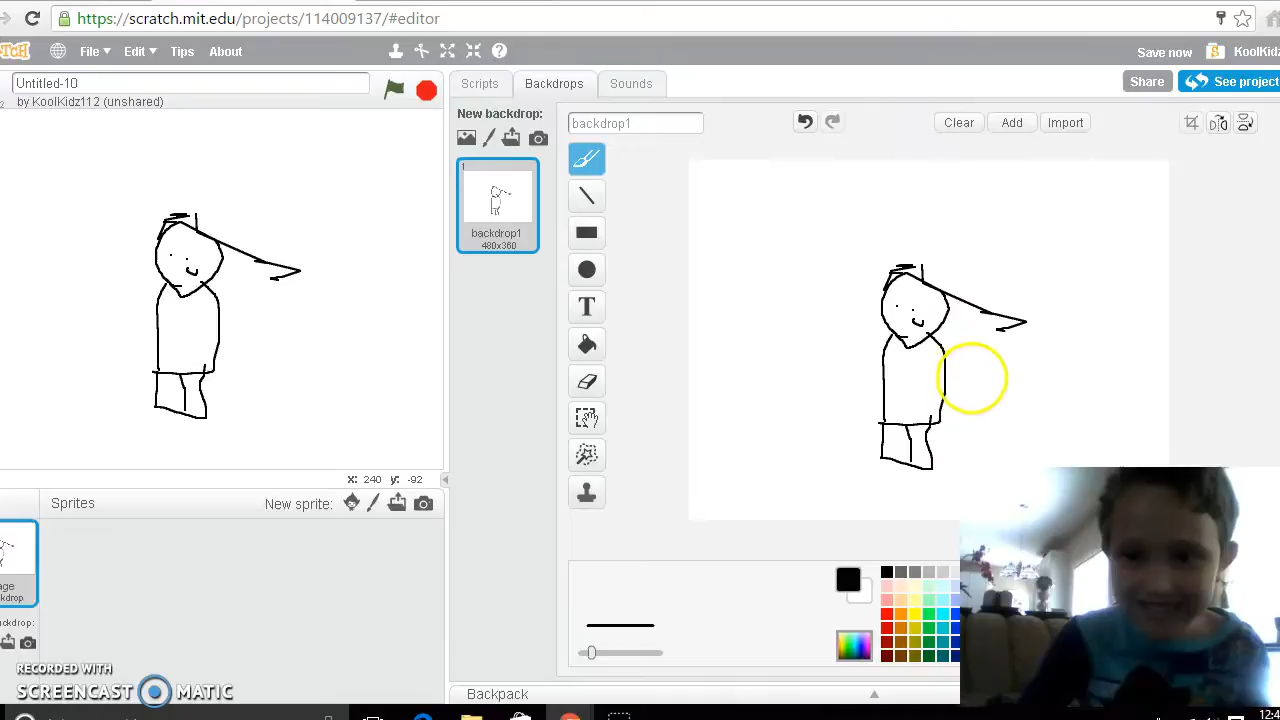 https://scratch.mit.edu/projects/114009137/#editor
File Edit Tips About
Save now
Untitled-10
by KoolKidz112 (unshared)
Scripts Backdrops Sounds
Share See project
New backdrop:
backdrop1
Clear Add Import
1
backdrop1
480x360
T
x: 240 y: -92
Sprites New sprite:
RECORDED WITH
SCREENCAST MATIC
Backpack